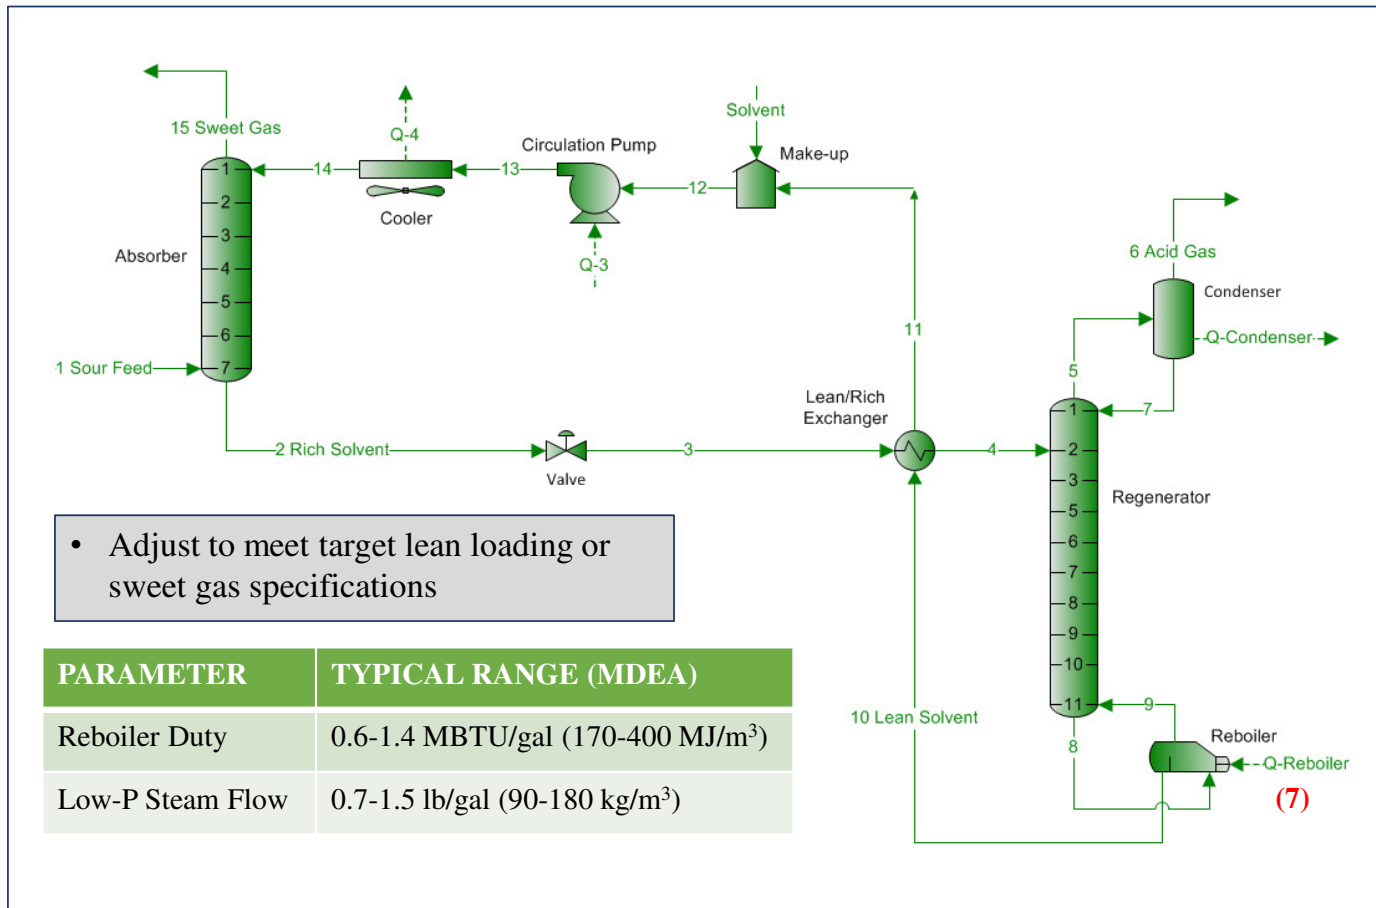 15 Sweet Gas
Q-4
Solvent
Circulation Pump
Make-up
14
13
12
Cooler
Q-3
1
2
3
4
5
6
7
Absorber
1 Sour Feed
6 Acid Gas
Condenser
Q-Condenser
11
5
7
Lean/Rich
Exchanger
2 Rich Solvent
Valve
3
4
1
2
3
5
6
7
8
9
10
11
Regenerator
• Adjust to meet target lean loading or
sweet gas specifications
PARAMETER TYPICAL RANGE (MDEA)
Reboiler Duty 0.6-1.4 MBTU/gal (170-400 MJ/m³)
Low-P Steam Flow 0.7-1.5 lb/gal (90-180 kg/m³)
10 Lean Solvent
9
8
Reboiler
Q-Reboiler
(7)